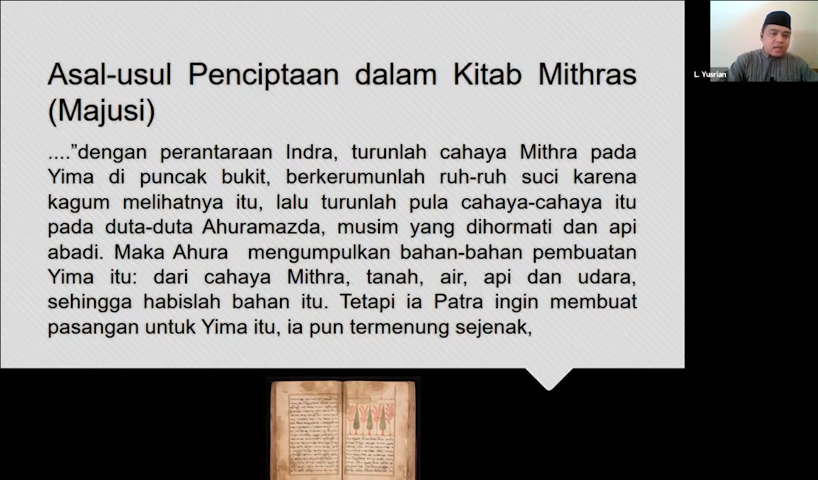 Asal-usul Penciptaan dalam Kitab Mithras
(Majusi)
....”dengan perantaraan Indra, turunlah cahaya Mithra pada
Yima di puncak bukit, berkerumunlah ruh-ruh suci karena
kagum melihatnya itu, lalu turunlah pula cahaya-cahaya itu
pada duta-duta Ahuramazda, musim yang dihormati dan api
abadi. Maka Ahura mengumpulkan bahan-bahan pembuatan
Yima itu: dari cahaya Mithra, tanah, air, api dan udara,
sehingga habislah bahan itu. Tetapi ia Patra ingin membuat
pasangan untuk Yima itu, ia pun termenung sejenak,
L. Yusrian